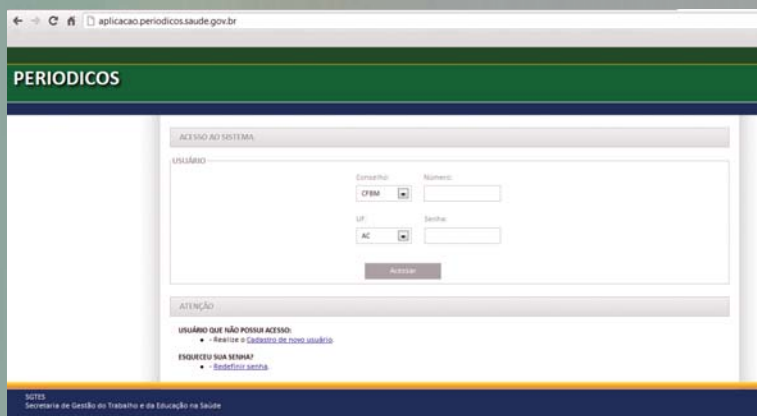 aplicacao.periodicos.saude.gov.br
PERIODICOS
ACESSO AO SISTEMA
USUÁRIO
Conselho: Número:
CFBM
UF: Senha:
AC
Acessar
ATENÇÃO
USUÁRIO QUE NÃO POSSUI ACESSO:
- Realize o Cadastro de novo usuário.
ESQUECEU SUA SENHA?
- Redefinir senha.
SGTES
Secretaria de Gestão do Trabalho e da Educação na Saúde